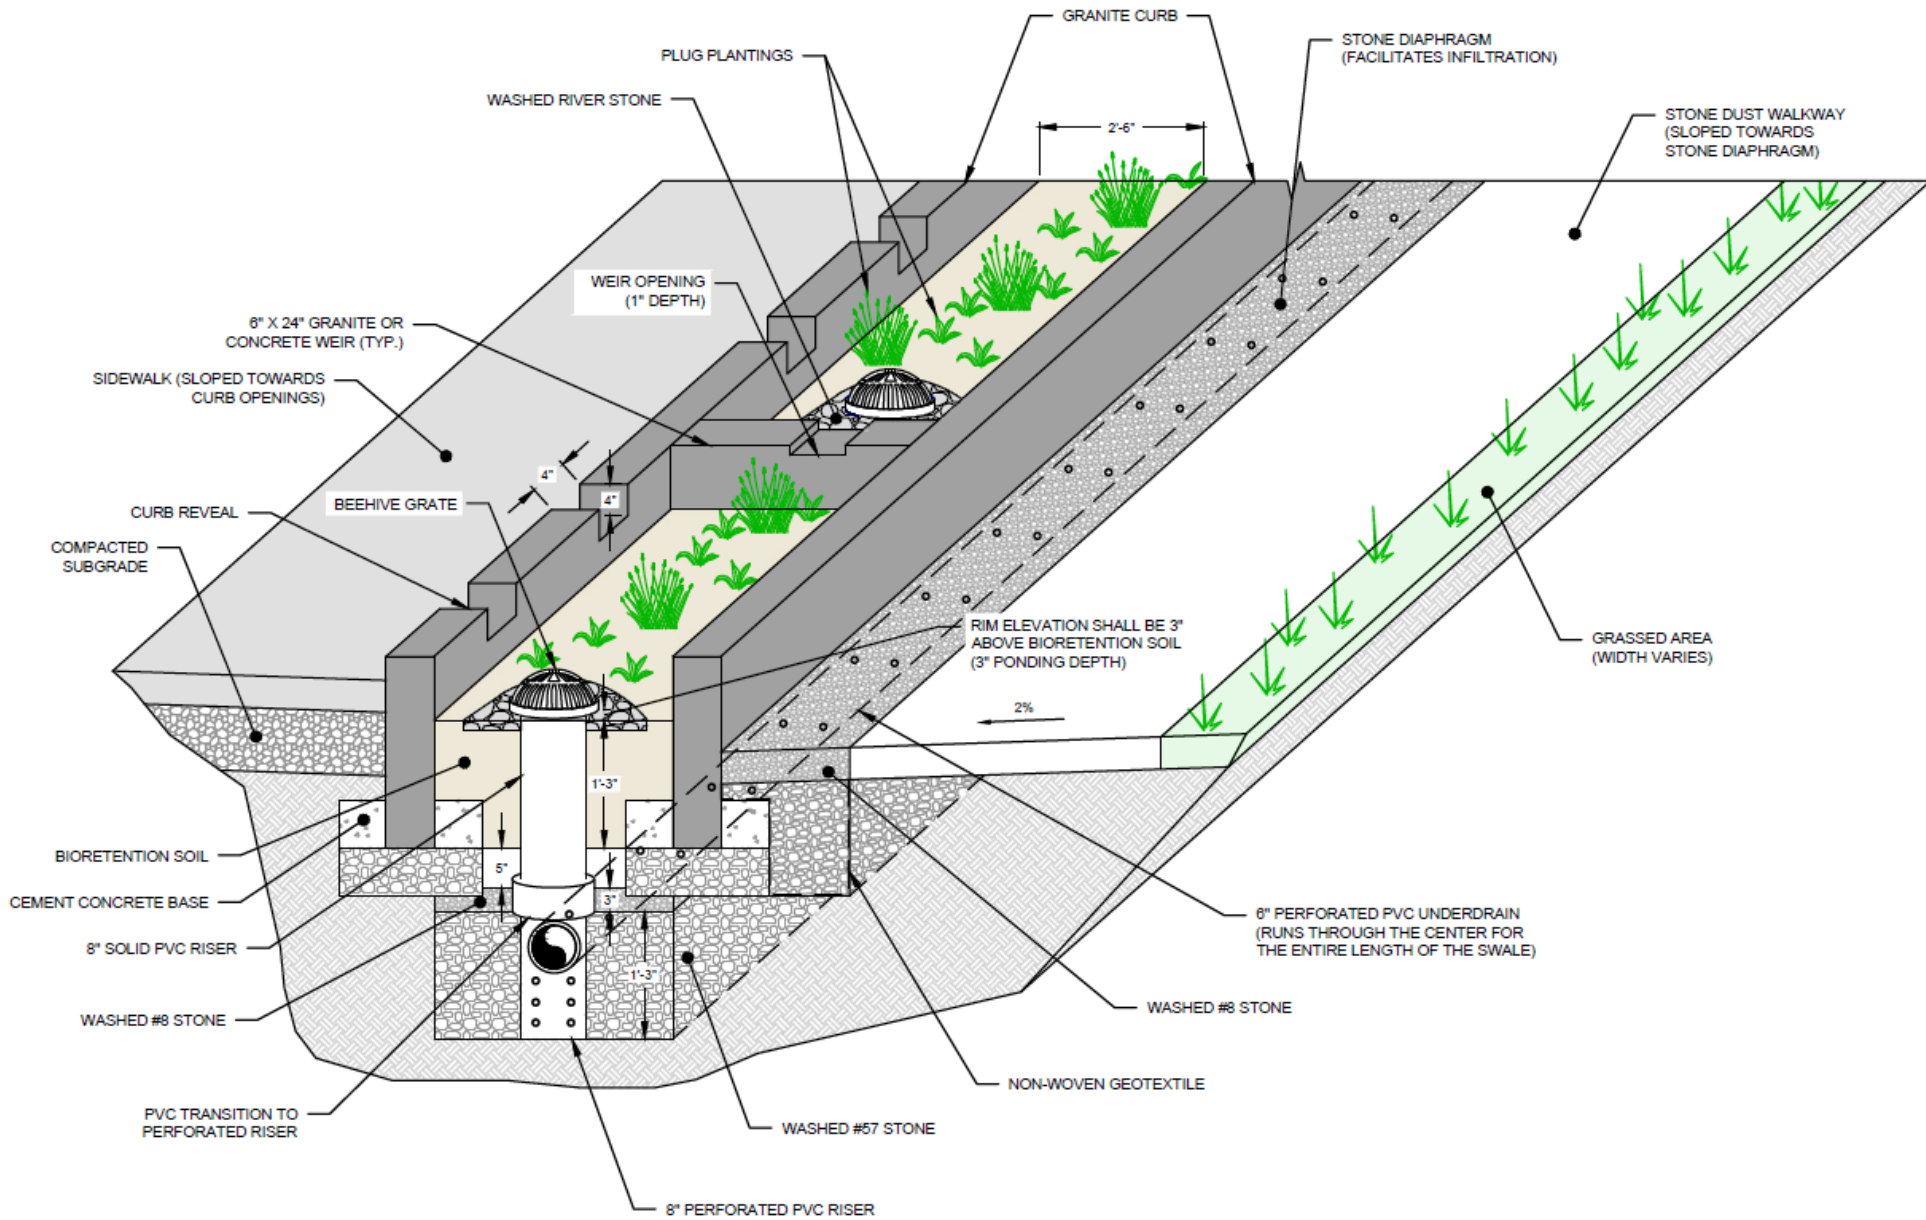 GRANITE CURB
STONE DIAPHRAGM
(FACILITATES INFILTRATION)
PLUG PLANTINGS
WASHED RIVER STONE
STONE DUST WALKWAY
(SLOPED TOWARDS
STONE DIAPHRAGM)
2'-6"
WEIR OPENING
(1" DEPTH)
6" X 24" GRANITE OR
CONCRETE WEIR (TYP.)
SIDEWALK (SLOPED TOWARDS
CURB OPENINGS)
4"
4"
BEEHIVE GRATE
CURB REVEAL
COMPACTED
SUBGRADE
RIM ELEVATION SHALL BE 3"
ABOVE BIORETENTION SOIL
(3" PONDING DEPTH)
GRASSED AREA
(WIDTH VARIES)
2%
1'-3"
BIORETENTION SOIL
5"
3"
CEMENT CONCRETE BASE
8" SOLID PVC RISER
6" PERFORATED PVC UNDERDRAIN
(RUNS THROUGH THE CENTER FOR
THE ENTIRE LENGTH OF THE SWALE)
1'-3"
WASHED #8 STONE
WASHED #8 STONE
NON-WOVEN GEOTEXTILE
PVC TRANSITION TO
PERFORATED RISER
WASHED #57 STONE
8" PERFORATED PVC RISER